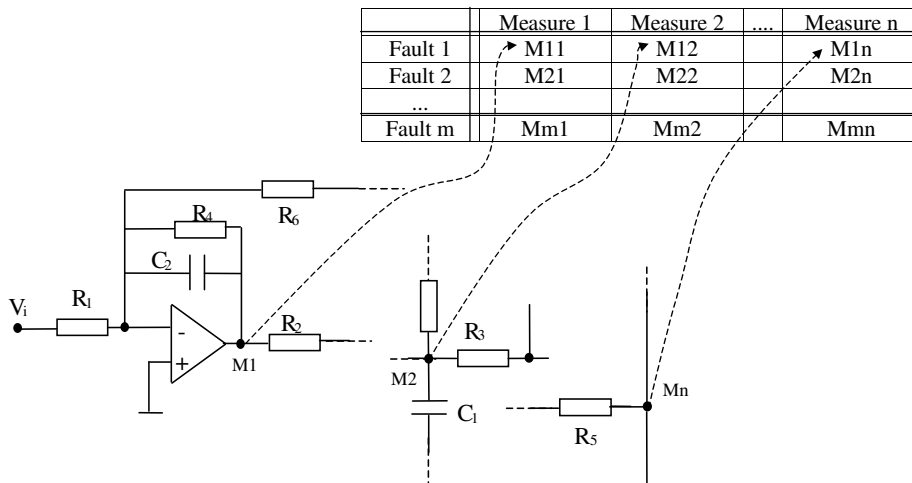 Measure 1 Measure 2 .... Measure n
Fault 1 M11 M12 M1n
Fault 2 M21 M22 M2n
...
Fault m Mm1 Mm2 Mmn
R6
R4
C2
Vi R1
-
+
M1
R2
R3
M2
C1
Mn
R5